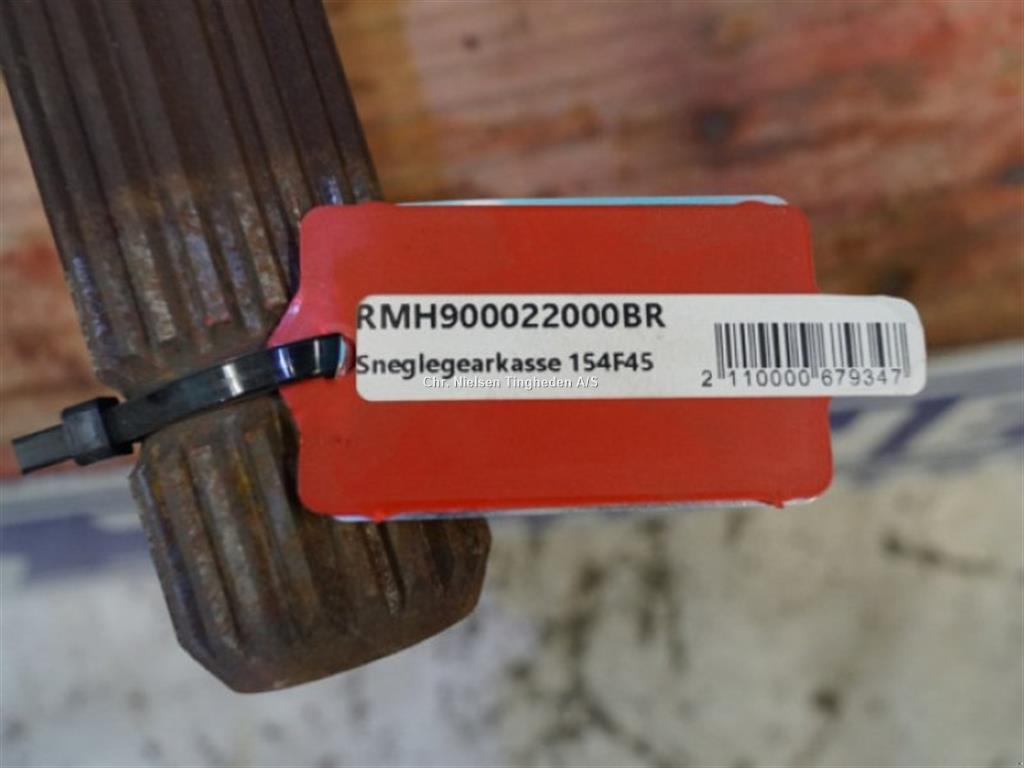 RMH900022000BR
Sneglegearkasse 154F45
Chr. Nielsen Tingheden A/S
2 110000 679347